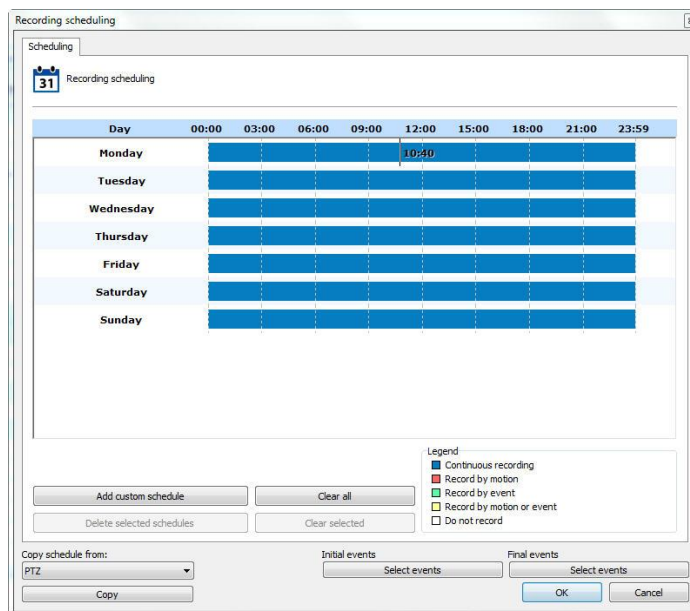 Recording scheduling
Scheduling
31 Recording scheduling
Day 00:00 03:00 06:00 09:00 12:00 15:00 18:00 21:00 23:59
Monday 10:40
Tuesday
Wednesday
Thursday
Friday
Saturday
Sunday
Legend
Continuous recording
Record by motion
Record by event
Record by motion or event
Do not record
Add custom schedule Clear all
Delete selected schedules Clear selected
Copy schedule from: Initial events Final events
PTZ Select events Select events
Copy OK Cancel